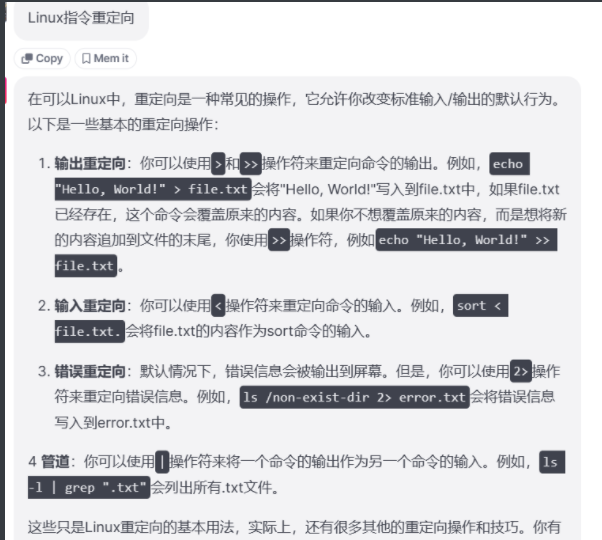 Linux指令重定向
Copy Mem it
在可以Linux中，重定向是一种常见的操作，它允许你改变标准输入/输出的默认行为。
以下是一些基本的重定向操作：
1. 输出重定向：你可以使用>和>>操作符来重定向命令的输出。例如，echo
"Hello, World!" > file.txt会将"Hello, World!"写入到file.txt中，如果file.txt
已经存在，这个命令会覆盖原来的内容。如果你不想覆盖原来的内容，而是想将新
的内容追加到文件的末尾，你使用>>操作符，例如echo "Hello, World!" >>
file.txt。
2. 输入重定向：你可以使用<操作符来重定向命令的输入。例如，sort <
file.txt.会将file.txt的内容作为sort命令的输入。
3. 错误重定向：默认情况下，错误信息会被输出到屏幕。但是，你可以使用2>操作
符来重定向错误信息。例如，ls /non-exist-dir 2> error.txt会将错误信息
写入到error.txt中。
4 管道：你可以使用|操作符来将一个命令的输出作为另一个命令的输入。例如，ls
-l | grep ".txt"会列出所有.txt文件。
这些只是Linux重定向的基本用法，实际上，还有很多其他的重定向操作和技巧。你有